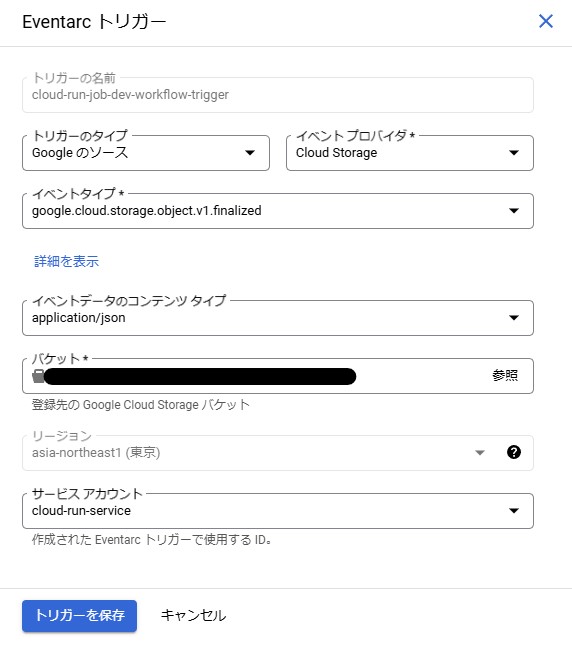 Eventarc トリガー
トリガーの名前
cloud-run-job-dev-workflow-trigger
トリガーのタイプ
Google のソース
イベント プロバイダ *
Cloud Storage
イベントタイプ *
google.cloud.storage.object.v1.finalized
詳細を表示
イベントデータのコンテンツ タイプ
application/json
バケット *
参照
登録先の Google Cloud Storage バケット
リージョン
asia-northeast1 (東京)
サービス アカウント
cloud-run-service
作成された Eventarc トリガーで使用する ID。
トリガーを保存
キャンセル